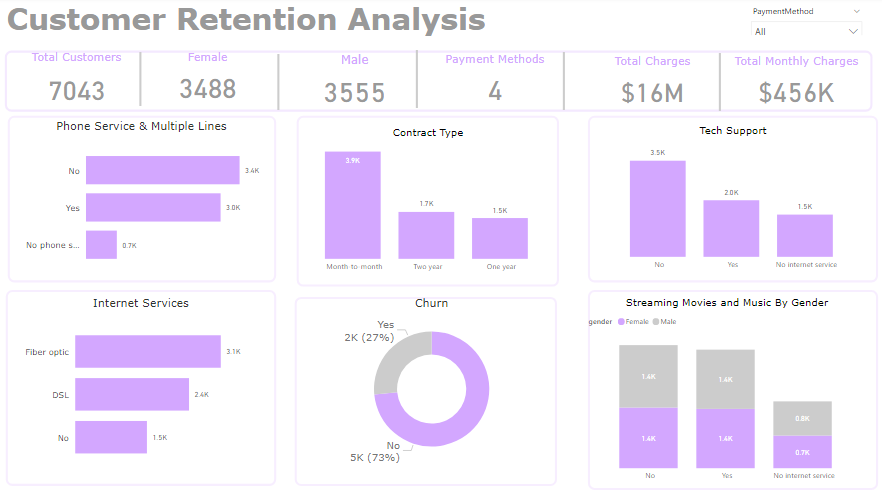 Customer Retention Analysis
PaymentMethod
All
Total Customers
7043
Female
3488
Male
3555
Payment Methods
4
Total Charges
$16M
Total Monthly Charges
$456K
Phone Service & Multiple Lines
No
3.4K
Yes
3.0K
No phone s...
0.7K
Contract Type
3.9K
1.7K
1.5K
Month-to-month
Two year
One year
Tech Support
3.5K
2.0K
1.5K
No
Yes
No internet service
Internet Services
Fiber optic
3.1K
DSL
2.4K
No
1.5K
Churn
Yes
2K (27%)
No
5K (73%)
Streaming Movies and Music By Gender
gender Female Male
1.4K
1.4K
0.8K
1.4K
1.4K
0.7K
No
Yes
No internet service